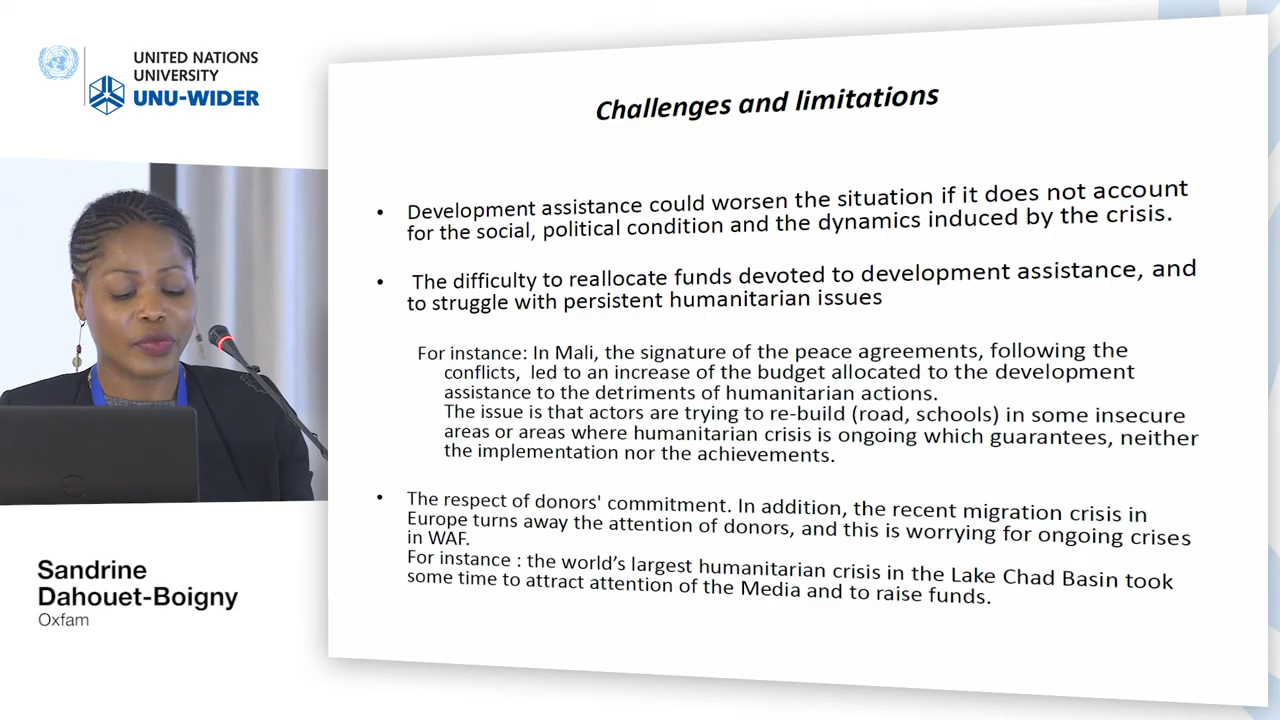 UNITED NATIONS
UNIVERSITY
UNU-WIDER
Challenges and limitations
• Development assistance could worsen the situation if it does not account
for the social, political condition and the dynamics induced by the crisis.
• The difficulty to reallocate funds devoted to development assistance, and
to struggle with persistent humanitarian issues
For instance: In Mali, the signature of the peace agreements, following the
conflicts, led to an increase of the budget allocated to the development
assistance to the detriments of humanitarian actions.
The issue is that actors are trying to re-build (road, schools) in some insecure
areas or areas where humanitarian crisis is ongoing which guarantees, neither
the implementation nor the achievements.
• The respect of donors' commitment. In addition, the recent migration crisis in
Europe turns away the attention of donors, and this is worrying for ongoing crises
in WAF.
For instance : the world’s largest humanitarian crisis in the Lake Chad Basin took
some time to attract attention of the Media and to raise funds.
Sandrine
Dahouet-Boigny
Oxfam